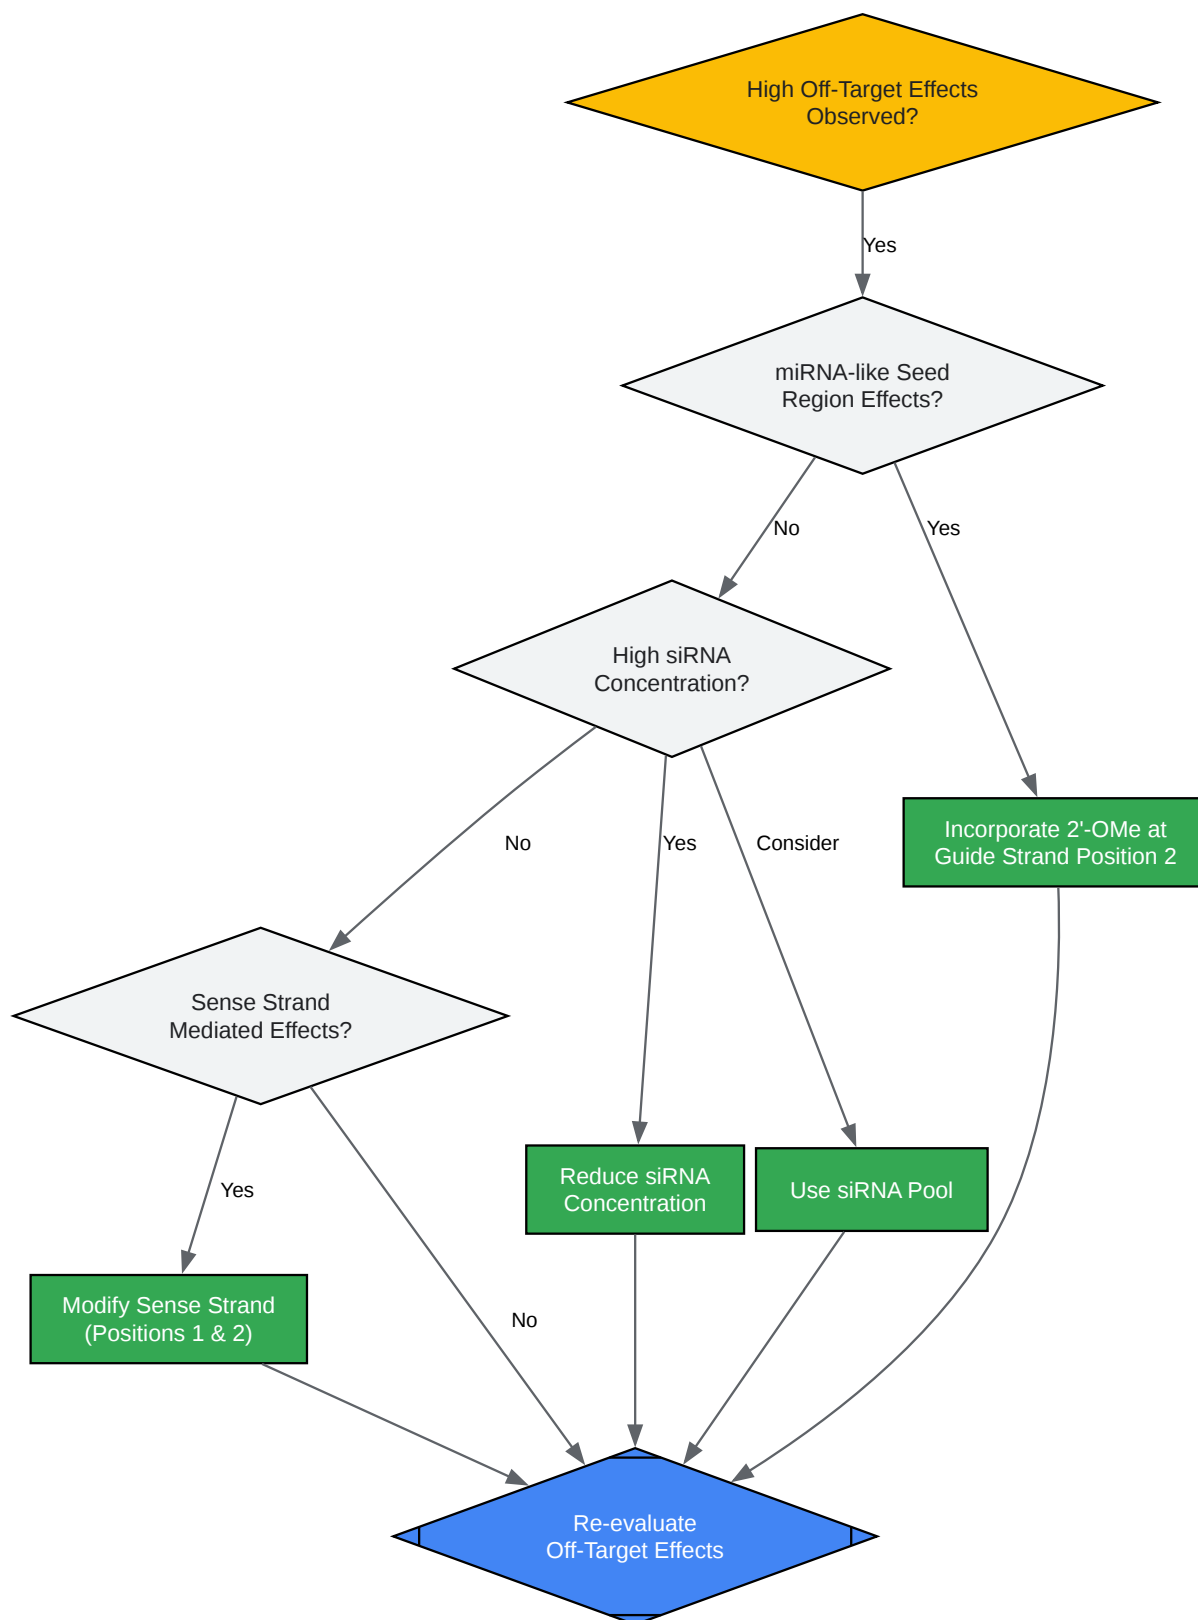 High Off-Target Effects
Observed?
Yes
miRNA-like Seed
Region Effects?
No
Yes
High siRNA
Concentration?
No
Yes
Consider
Incorporate 2'-OMe at
Guide Strand Position 2
Sense Strand
Mediated Effects?
Yes
No
Reduce siRNA
Concentration
Use siRNA Pool
Modify Sense Strand
(Positions 1 & 2)
Re-evaluate
Off-Target Effects